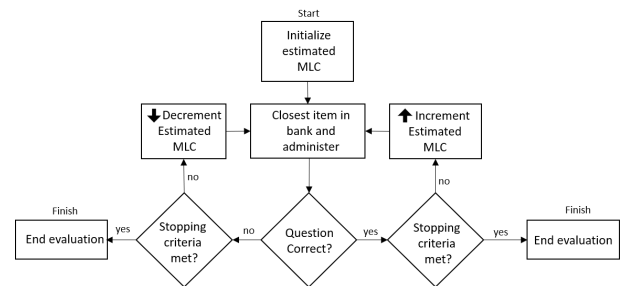 Start
Initialize
estimated
MLC
Decrement
Estimated
MLC
Closest item in
bank and
administer
Increment
Estimated
MLC
no
no
Finish
End evaluation
yes
Stopping
criteria
met?
no
Question
Correct?
yes
Stopping
criteria
met?
yes
Finish
End evaluation